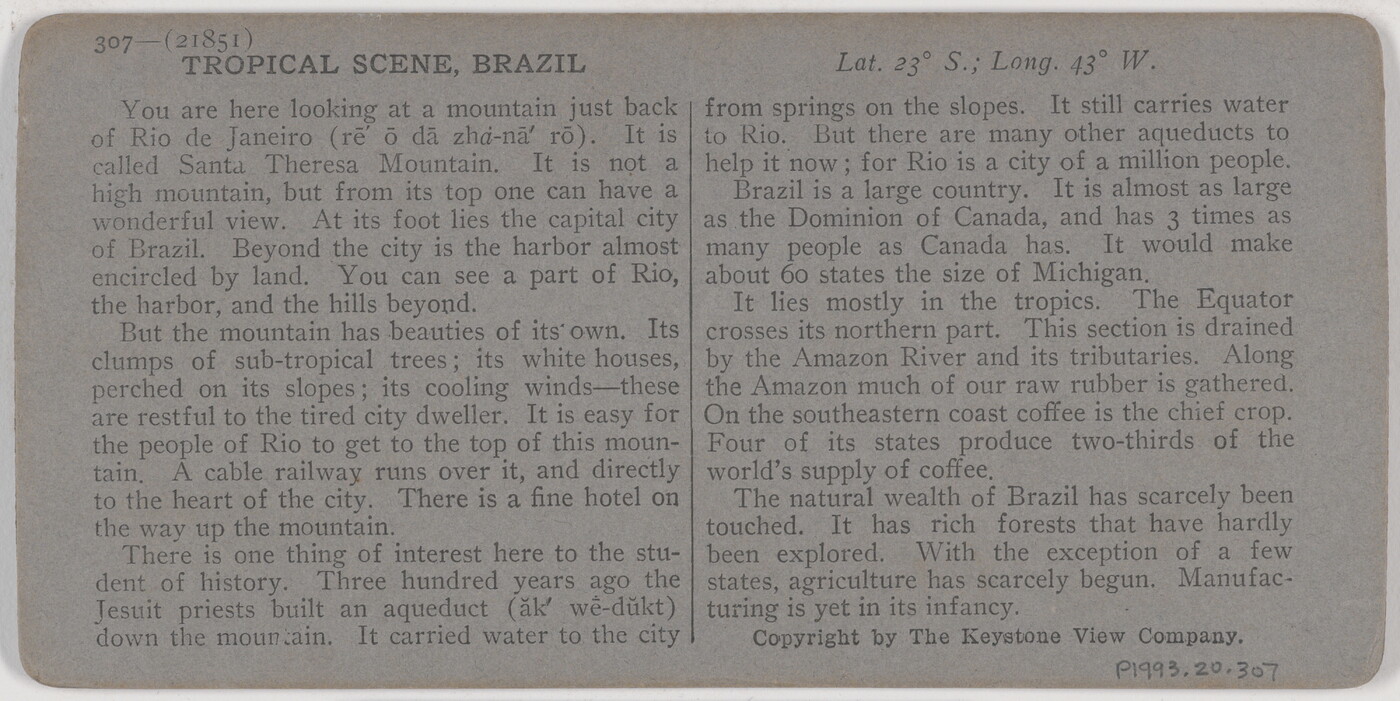 307—(21851)
TROPICAL SCENE, BRAZIL
Lat. 23° S.; Long. 43° W.
You are here looking at a mountain just back
of Rio de Janeiro (rē′ ō dā zhȧ-nā′ rō). It is
called Santa Theresa Mountain. It is not a
high mountain, but from its top one can have a
wonderful view. At its foot lies the capital city
of Brazil. Beyond the city is the harbor almost
encircled by land. You can see a part of Rio,
the harbor, and the hills beyond.
But the mountain has beauties of its own. Its
clumps of sub-tropical trees; its white houses,
perched on its slopes; its cooling winds—these
are restful to the tired city dweller. It is easy for
the people of Rio to get to the top of this moun-
tain. A cable railway runs over it, and directly
to the heart of the city. There is a fine hotel on
the way up the mountain.
There is one thing of interest here to the stu-
dent of history. Three hundred years ago the
Jesuit priests built an aqueduct (ăk′ wē-dŭkt)
down the mountain. It carried water to the city
from springs on the slopes. It still carries water
to Rio. But there are many other aqueducts to
help it now; for Rio is a city of a million people.
Brazil is a large country. It is almost as large
as the Dominion of Canada, and has 3 times as
many people as Canada has. It would make
about 60 states the size of Michigan.
It lies mostly in the tropics. The Equator
crosses its northern part. This section is drained
by the Amazon River and its tributaries. Along
the Amazon much of our raw rubber is gathered.
On the southeastern coast coffee is the chief crop.
Four of its states produce two-thirds of the
world's supply of coffee.
The natural wealth of Brazil has scarcely been
touched. It has rich forests that have hardly
been explored. With the exception of a few
states, agriculture has scarcely begun. Manufac-
turing is yet in its infancy.
Copyright by The Keystone View Company.
P1993.20.307